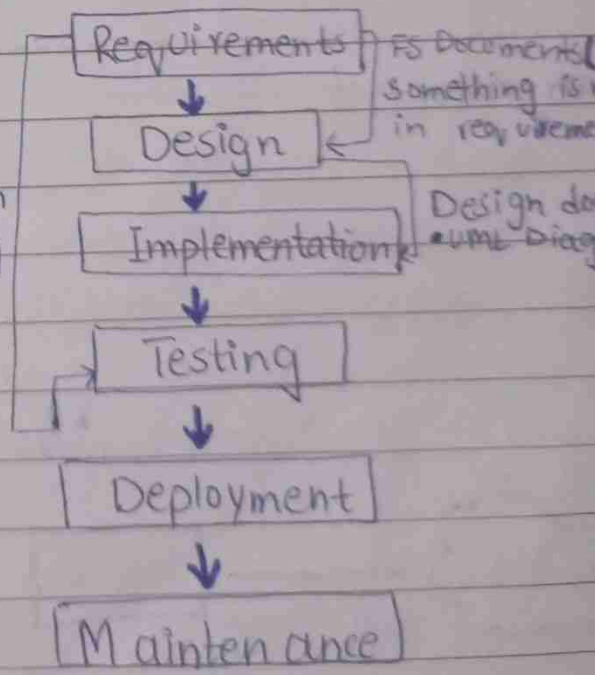 Requirements
FS Documents
something is
in requireme
Design
Design do
Implementation
•UML Diag
Testing
Deployment
Maintenance